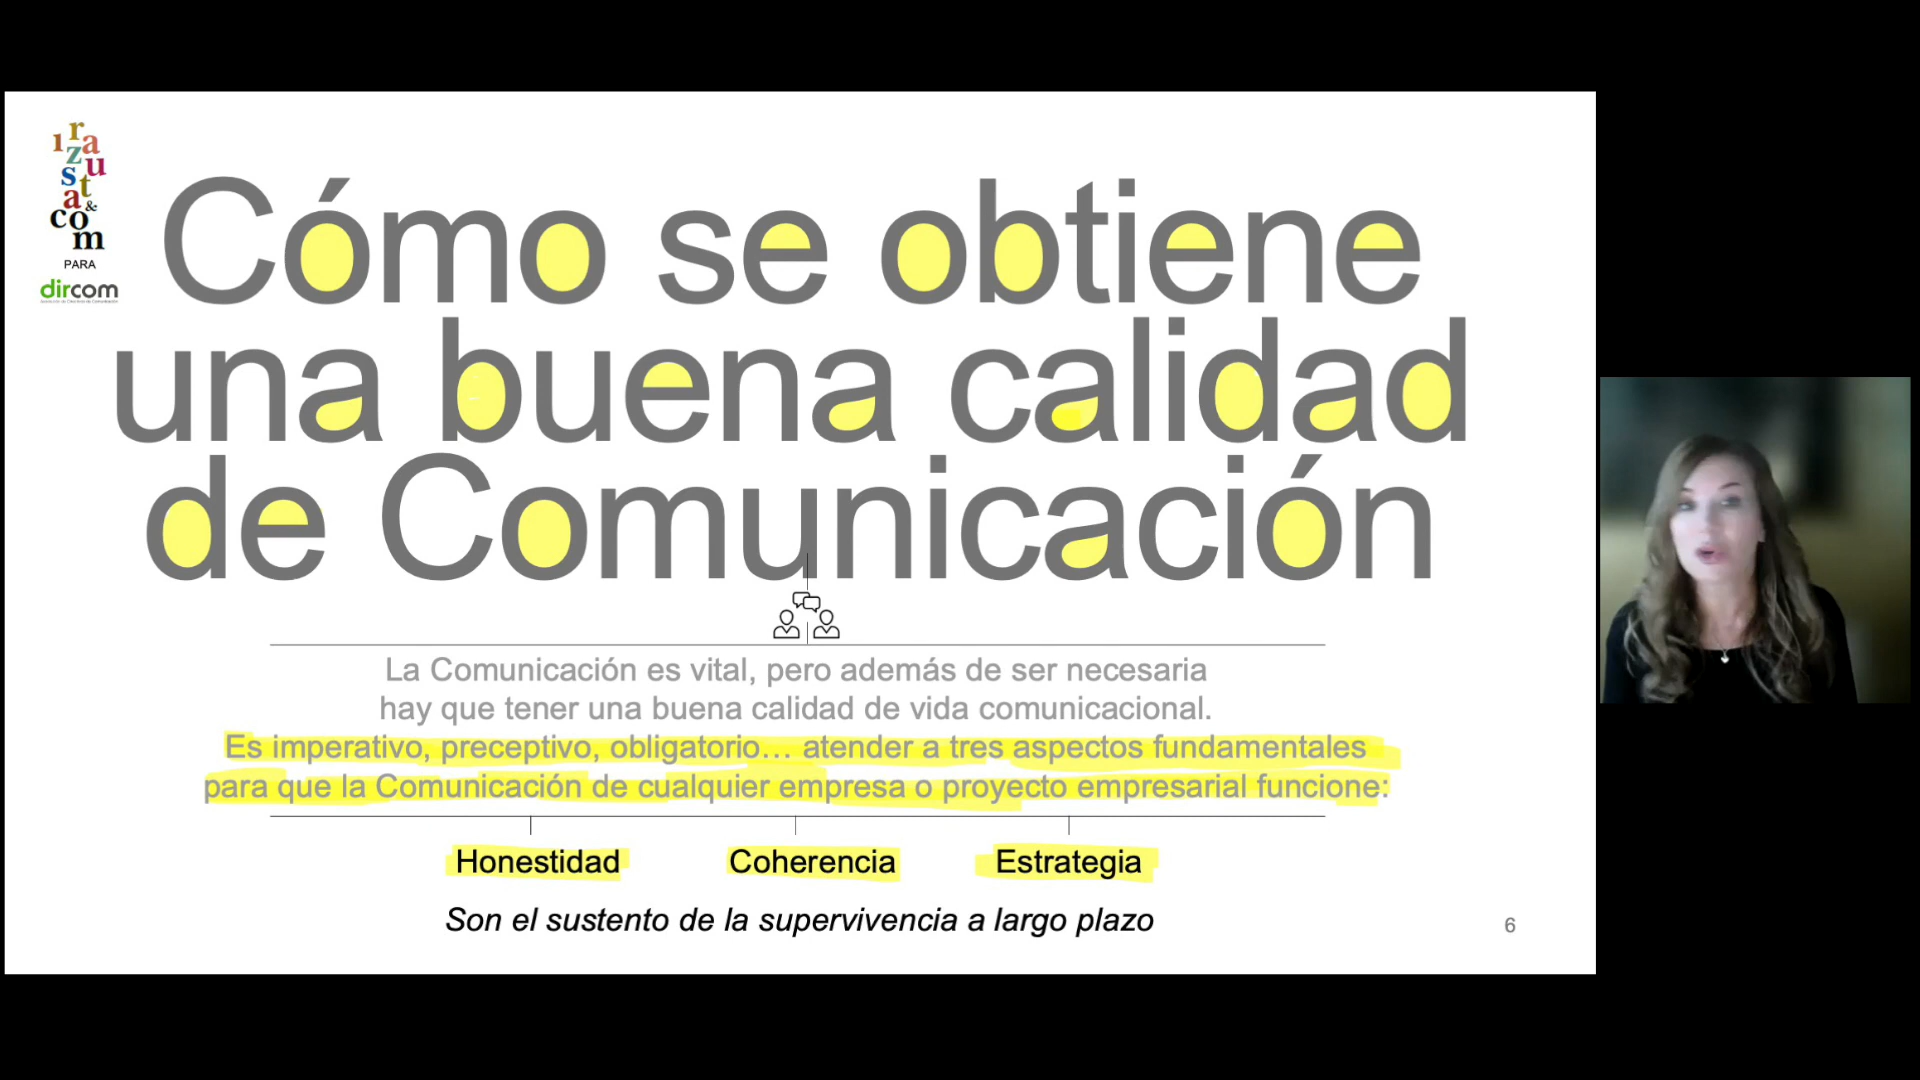 irazusta
&
com
PARA
dircom
Cómo se obtiene
una buena calidad
de Comunicación
La Comunicación es vital, pero además de ser necesaria
hay que tener una buena calidad de vida comunicacional.
Es imperativo, preceptivo, obligatorio… atender a tres aspectos fundamentales
para que la Comunicación de cualquier empresa o proyecto empresarial funcione:
Honestidad Coherencia Estrategia
Son el sustento de la supervivencia a largo plazo
6